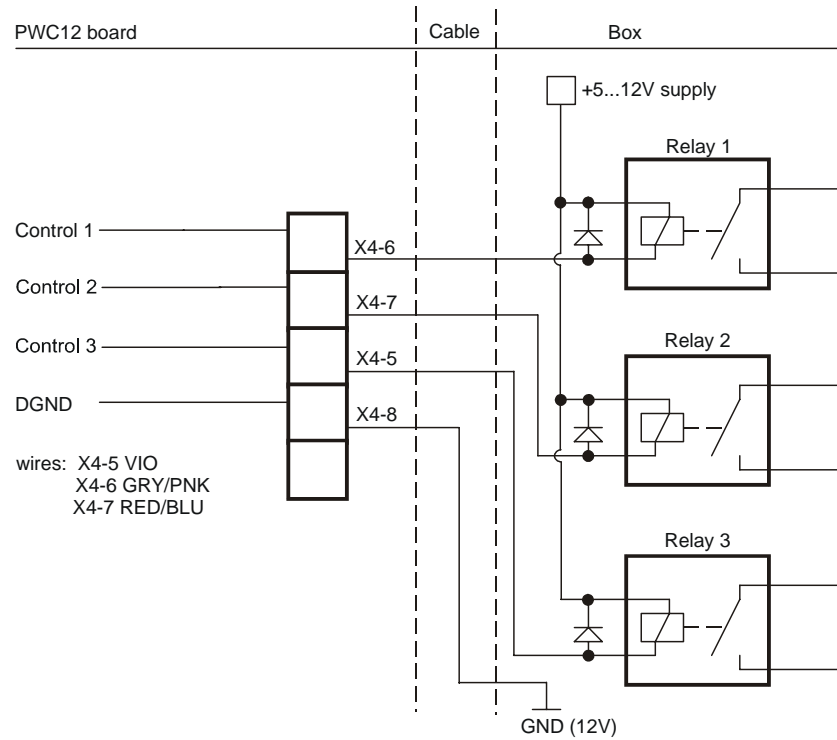 PWC12 board
Cable
Box
+5...12V supply
Relay 1
Control 1
X4-6
Control 2
X4-7
Relay 2
Control 3
X4-5
DGND
X4-8
wires: X4-5 VIO
X4-6 GRY/PNK
X4-7 RED/BLU
Relay 3
GND (12V)